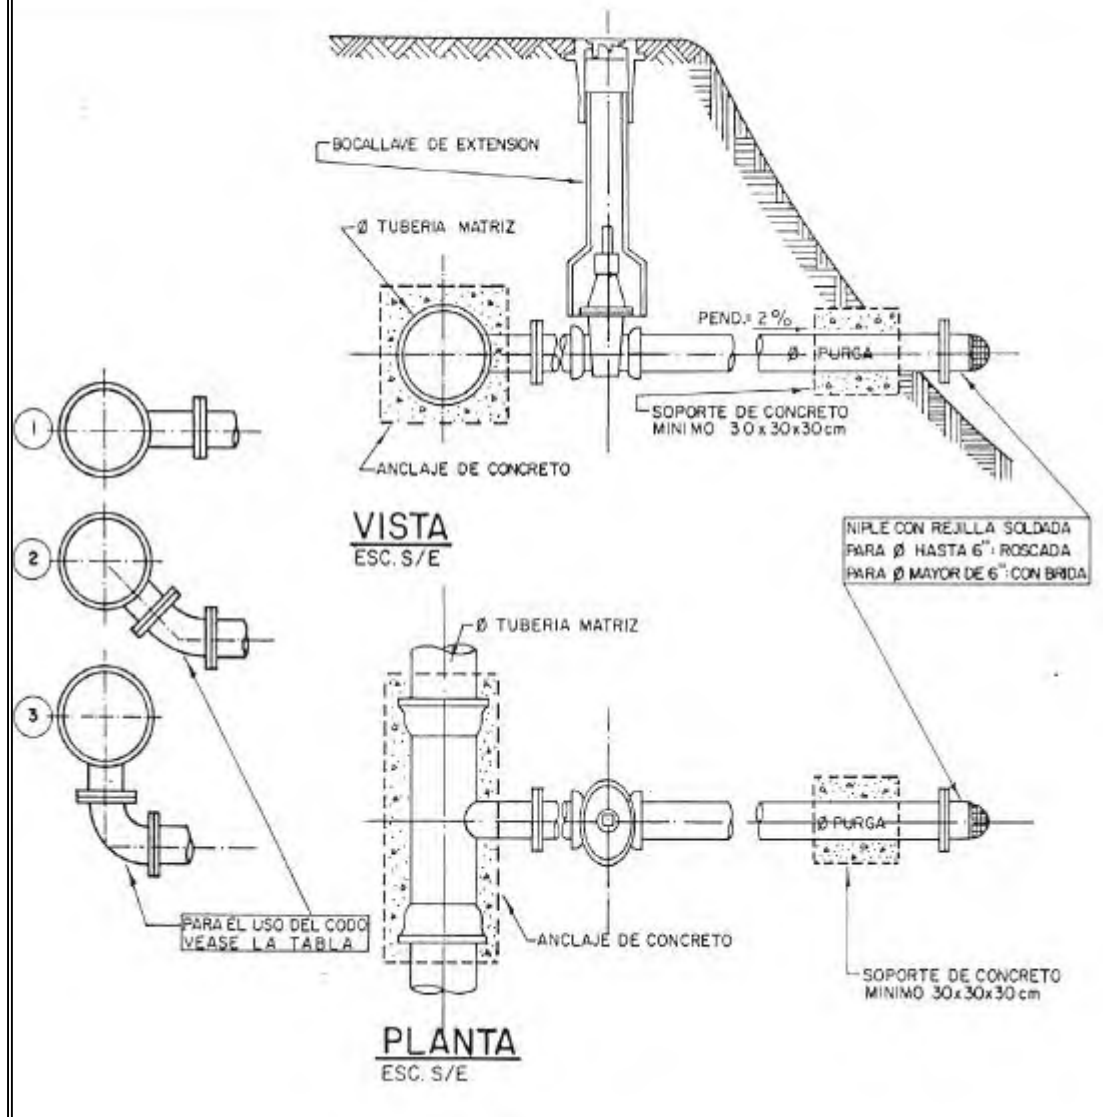 BOCALLAVE DE EXTENSION
Ø TUBERIA MATRIZ
PEND.= 2%
Ø PURGA
SOPORTE DE CONCRETO
MINIMO 30x30x30cm
ANCLAJE DE CONCRETO
VISTA
ESC. S/E
1
2
3
NIPLE CON REJILLA SOLDADA
PARA Ø HASTA 6": ROSCADA
PARA Ø MAYOR DE 6": CON BRIDA
PARA EL USO DEL CODO
VEASE LA TABLA
Ø TUBERIA MATRIZ
Ø PURGA
ANCLAJE DE CONCRETO
SOPORTE DE CONCRETO
MINIMO 30x30x30cm
PLANTA
ESC. S/E